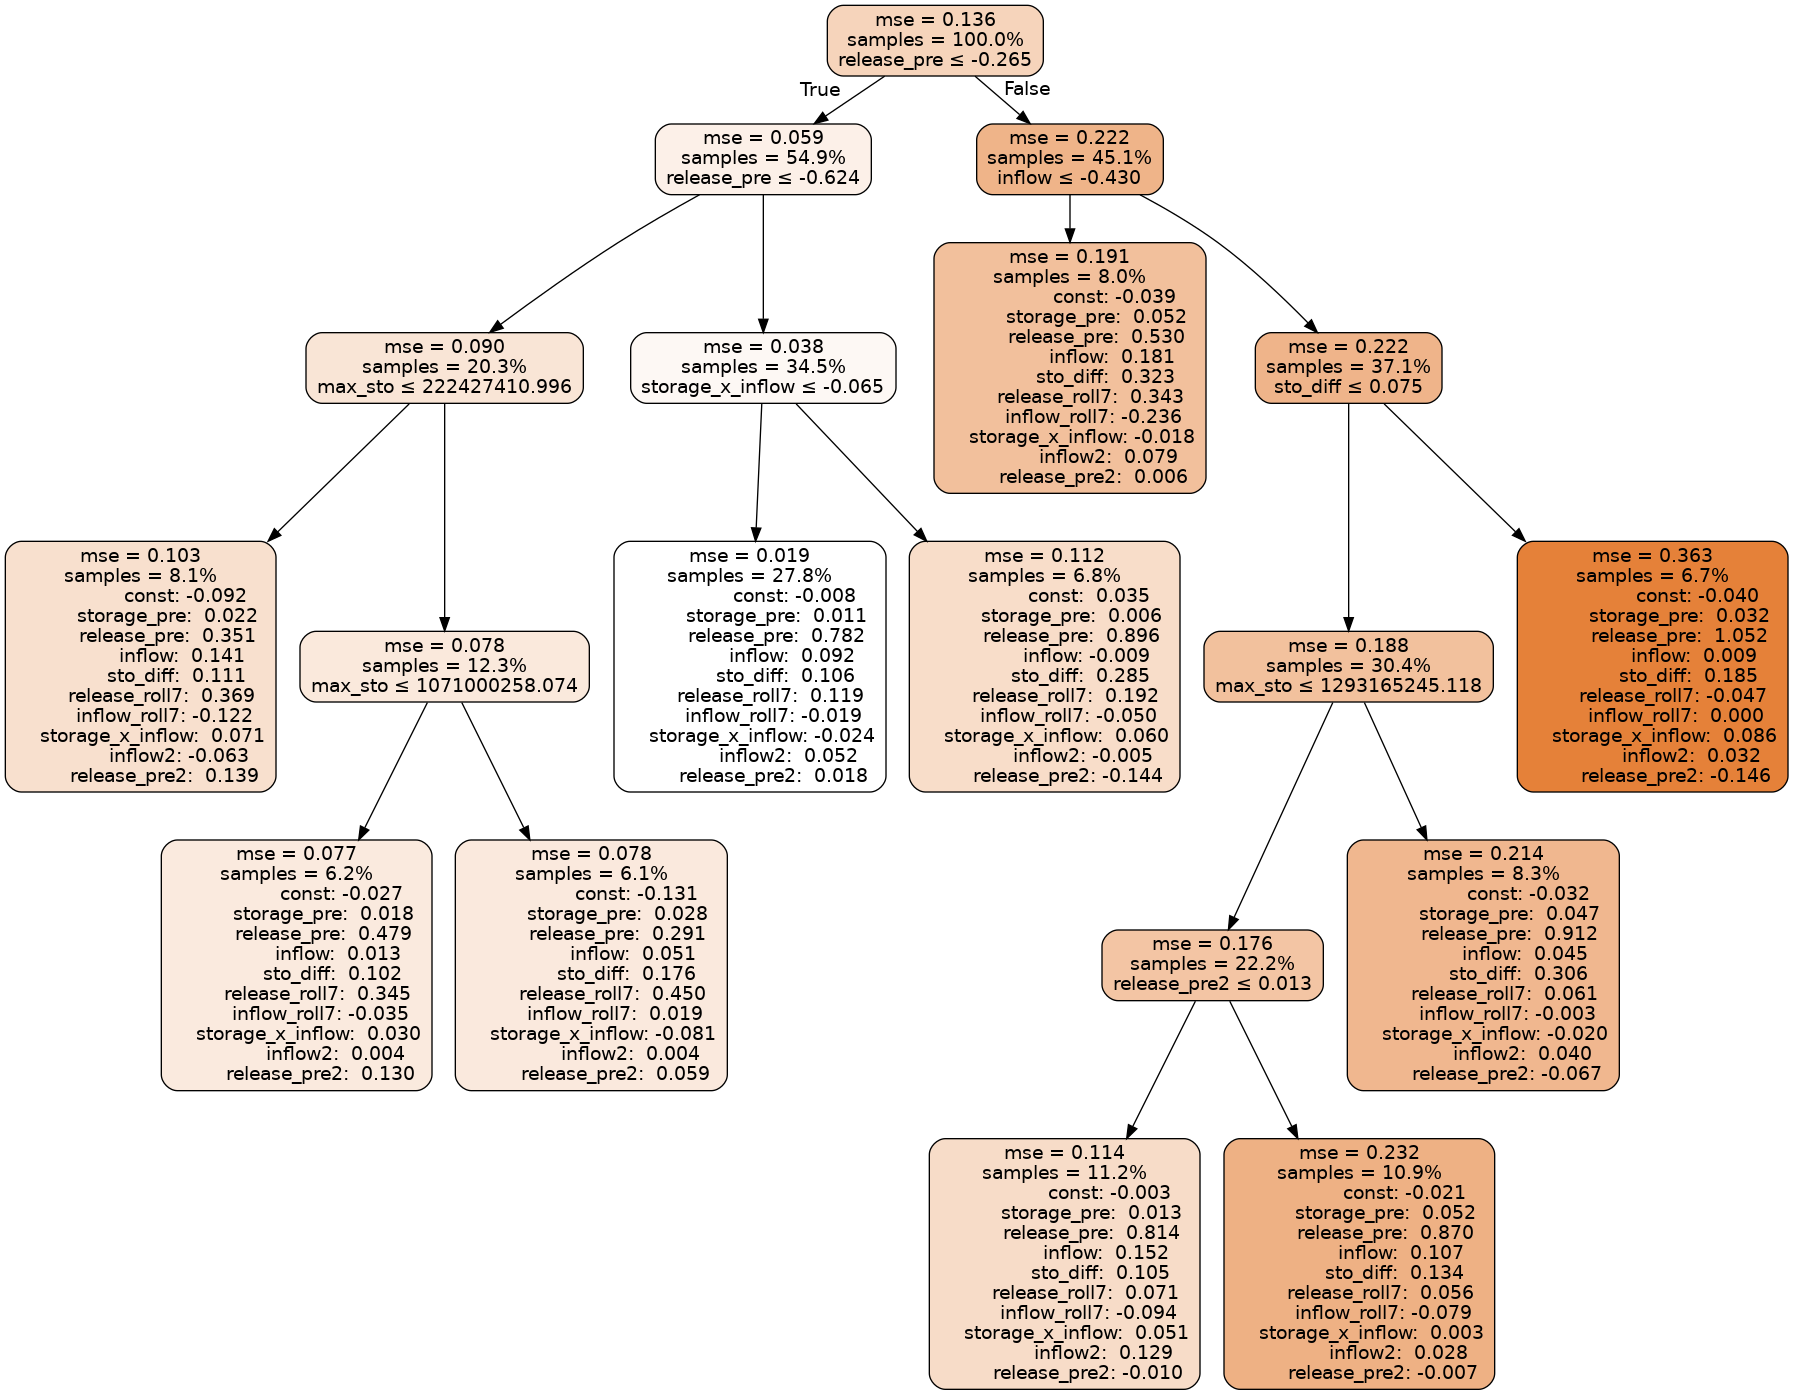 mse = 0.136
samples = 100.0%
release_pre ≤ -0.265
True
False
mse = 0.059
samples = 54.9%
release_pre ≤ -0.624
mse = 0.222
samples = 45.1%
inflow ≤ -0.430
mse = 0.191
samples = 8.0%
const: -0.039
storage_pre: 0.052
release_pre: 0.530
inflow: 0.181
sto_diff: 0.323
release_roll7: 0.343
inflow_roll7: -0.236
storage_x_inflow: -0.018
inflow2: 0.079
release_pre2: 0.006
mse = 0.090
samples = 20.3%
max_sto ≤ 222427410.996
mse = 0.038
samples = 34.5%
storage_x_inflow ≤ -0.065
mse = 0.222
samples = 37.1%
sto_diff ≤ 0.075
mse = 0.103
samples = 8.1%
const: -0.092
storage_pre: 0.022
release_pre: 0.351
inflow: 0.141
sto_diff: 0.111
release_roll7: 0.369
inflow_roll7: -0.122
storage_x_inflow: 0.071
inflow2: -0.063
release_pre2: 0.139
mse = 0.078
samples = 12.3%
max_sto ≤ 1071000258.074
mse = 0.019
samples = 27.8%
const: -0.008
storage_pre: 0.011
release_pre: 0.782
inflow: 0.092
sto_diff: 0.106
release_roll7: 0.119
inflow_roll7: -0.019
storage_x_inflow: -0.024
inflow2: 0.052
release_pre2: 0.018
mse = 0.112
samples = 6.8%
const: 0.035
storage_pre: 0.006
release_pre: 0.896
inflow: -0.009
sto_diff: 0.285
release_roll7: 0.192
inflow_roll7: -0.050
storage_x_inflow: 0.060
inflow2: -0.005
release_pre2: -0.144
mse = 0.188
samples = 30.4%
max_sto ≤ 1293165245.118
mse = 0.363
samples = 6.7%
const: -0.040
storage_pre: 0.032
release_pre: 1.052
inflow: 0.009
sto_diff: 0.185
release_roll7: -0.047
inflow_roll7: 0.000
storage_x_inflow: 0.086
inflow2: 0.032
release_pre2: -0.146
mse = 0.077
samples = 6.2%
const: -0.027
storage_pre: 0.018
release_pre: 0.479
inflow: 0.013
sto_diff: 0.102
release_roll7: 0.345
inflow_roll7: -0.035
storage_x_inflow: 0.030
inflow2: 0.004
release_pre2: 0.130
mse = 0.078
samples = 6.1%
const: -0.131
storage_pre: 0.028
release_pre: 0.291
inflow: 0.051
sto_diff: 0.176
release_roll7: 0.450
inflow_roll7: 0.019
storage_x_inflow: -0.081
inflow2: 0.004
release_pre2: 0.059
mse = 0.176
samples = 22.2%
release_pre2 ≤ 0.013
mse = 0.214
samples = 8.3%
const: -0.032
storage_pre: 0.047
release_pre: 0.912
inflow: 0.045
sto_diff: 0.306
release_roll7: 0.061
inflow_roll7: -0.003
storage_x_inflow: -0.020
inflow2: 0.040
release_pre2: -0.067
mse = 0.114
samples = 11.2%
const: -0.003
storage_pre: 0.013
release_pre: 0.814
inflow: 0.152
sto_diff: 0.105
release_roll7: 0.071
inflow_roll7: -0.094
storage_x_inflow: 0.051
inflow2: 0.129
release_pre2: -0.010
mse = 0.232
samples = 10.9%
const: -0.021
storage_pre: 0.052
release_pre: 0.870
inflow: 0.107
sto_diff: 0.134
release_roll7: 0.056
inflow_roll7: -0.079
storage_x_inflow: 0.003
inflow2: 0.028
release_pre2: -0.007